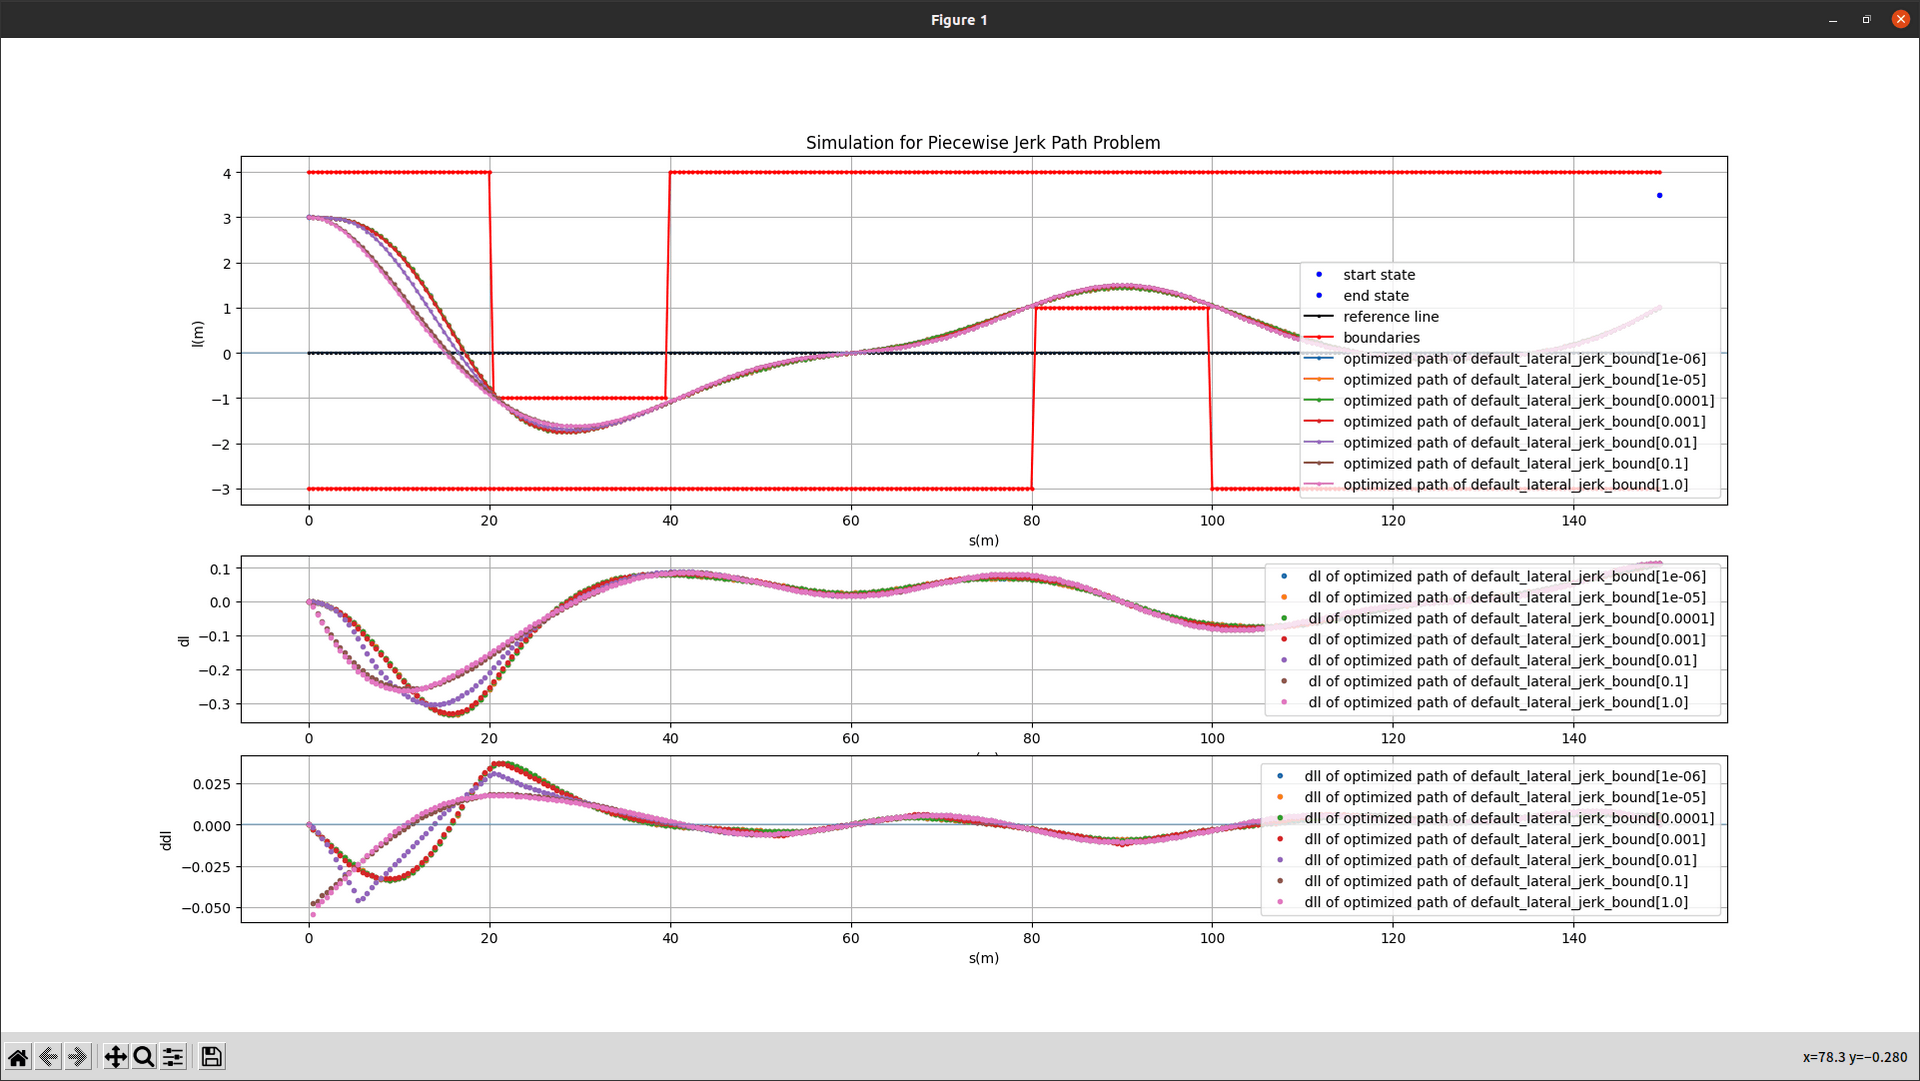 Figure 1
Simulation for Piecewise Jerk Path Problem
4
3
2
1
0
−1
−2
−3
l(m)
start state
end state
reference line
boundaries
optimized path of default_lateral_jerk_bound[1e-06]
optimized path of default_lateral_jerk_bound[1e-05]
optimized path of default_lateral_jerk_bound[0.0001]
optimized path of default_lateral_jerk_bound[0.001]
optimized path of default_lateral_jerk_bound[0.01]
optimized path of default_lateral_jerk_bound[0.1]
optimized path of default_lateral_jerk_bound[1.0]
0 20 40 60 80 100 120 140
s(m)
0.1
0.0
−0.1
−0.2
−0.3
dl
dl of optimized path of default_lateral_jerk_bound[1e-06]
dl of optimized path of default_lateral_jerk_bound[1e-05]
dl of optimized path of default_lateral_jerk_bound[0.0001]
dl of optimized path of default_lateral_jerk_bound[0.001]
dl of optimized path of default_lateral_jerk_bound[0.01]
dl of optimized path of default_lateral_jerk_bound[0.1]
dl of optimized path of default_lateral_jerk_bound[1.0]
0 20 40 60 80 100 120 140
0.025
0.000
−0.025
−0.050
ddl
dll of optimized path of default_lateral_jerk_bound[1e-06]
dll of optimized path of default_lateral_jerk_bound[1e-05]
dll of optimized path of default_lateral_jerk_bound[0.0001]
dll of optimized path of default_lateral_jerk_bound[0.001]
dll of optimized path of default_lateral_jerk_bound[0.01]
dll of optimized path of default_lateral_jerk_bound[0.1]
dll of optimized path of default_lateral_jerk_bound[1.0]
0 20 40 60 80 100 120 140
s(m)
x=78.3 y=−0.280